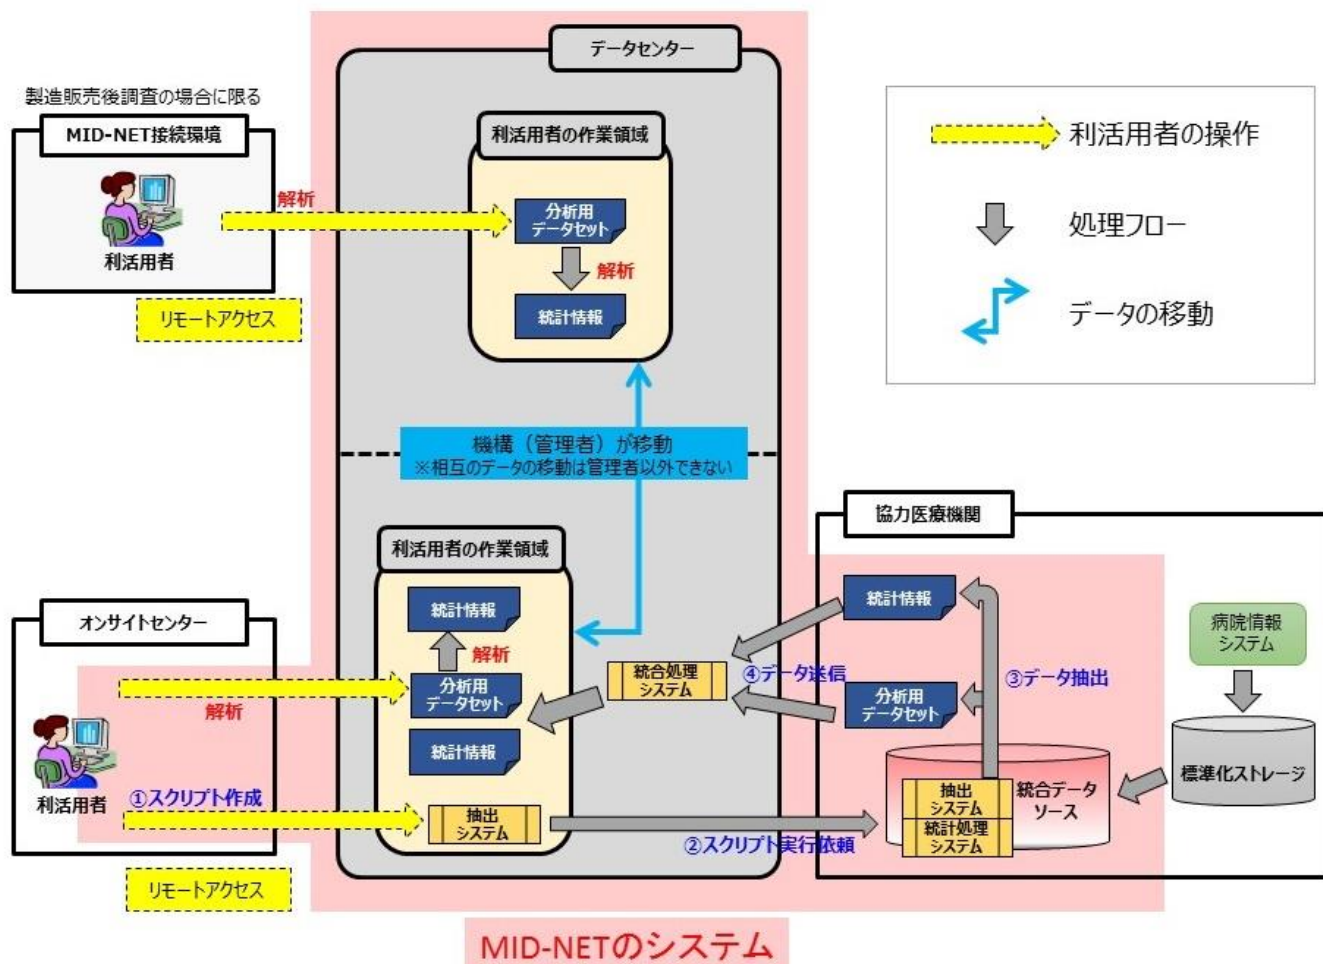 データセンター
製造販売後調査の場合に限る
MID-NET接続環境
利活用者
リモートアクセス
解析
利活用者の作業領域
分析用
データセット
解析
統計情報
利活用者の操作
処理フロー
データの移動
機構（管理者）が移動
※相互のデータの移動は管理者以外できない
協力医療機関
利活用者の作業領域
統計情報
解析
分析用
データセット
統計情報
抽出
システム
オンサイトセンター
解析
利活用者
①スクリプト作成
リモートアクセス
統合処理
システム
④データ送信
統計情報
分析用
データセット
③データ抽出
病院情報
システム
標準化ストレージ
統合データ
ソース
抽出
システム
統計処理
システム
②スクリプト実行依頼
MID-NETのシステム